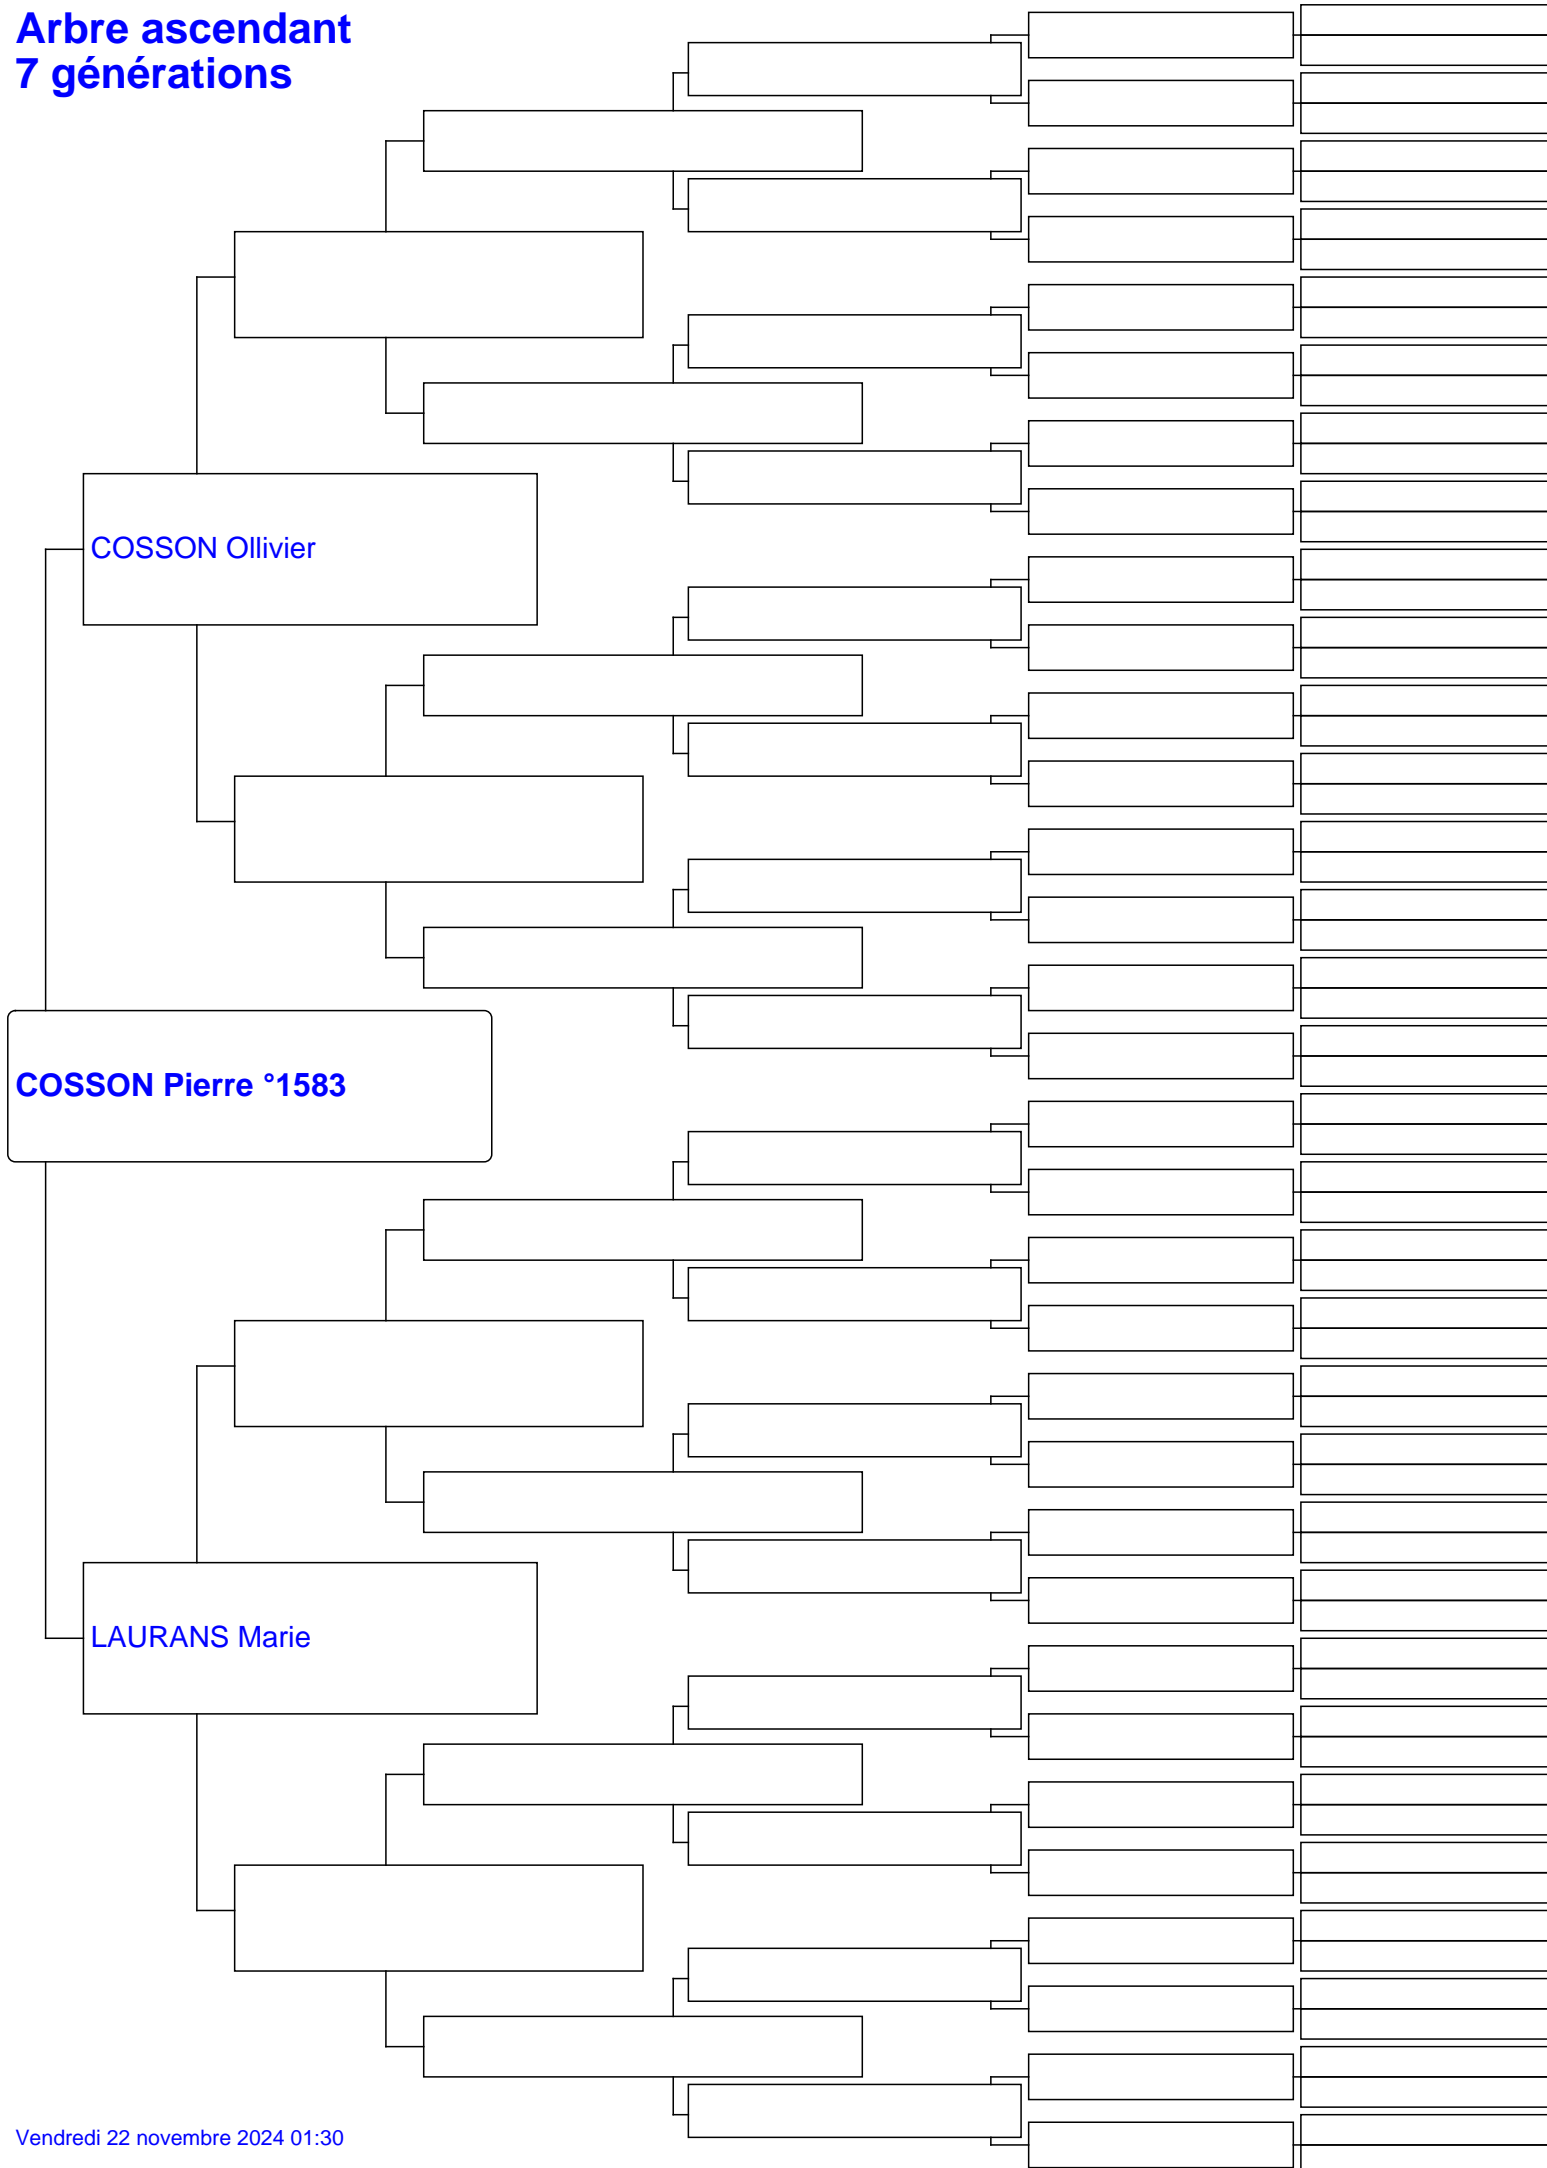 Arbre ascendant
7 générations
COSSON Ollivier
COSSON Pierre °1583
LAURANS Marie
Vendredi 22 novembre 2024 01:30